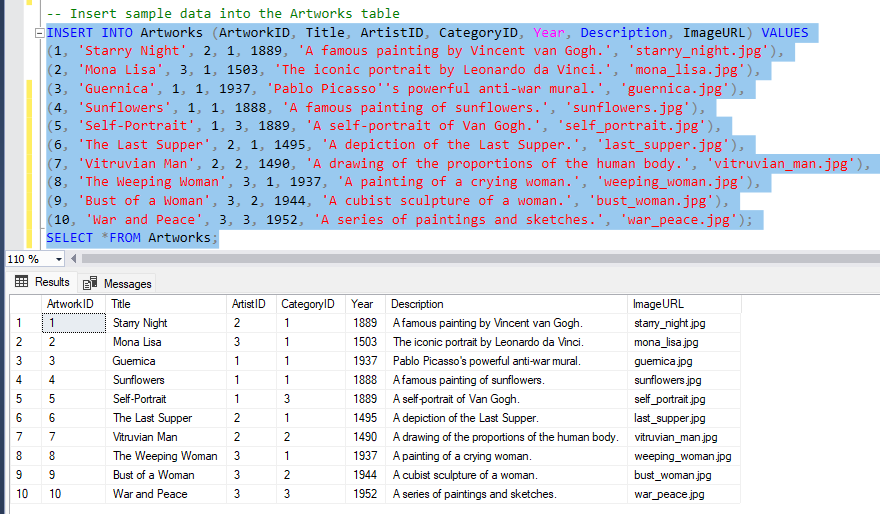 -- Insert sample data into the Artworks table
INSERT INTO Artworks (ArtworkID, Title, ArtistID, CategoryID, Year, Description, ImageURL) VALUES
(1, 'Starry Night', 2, 1, 1889, 'A famous painting by Vincent van Gogh.', 'starry_night.jpg'),
(2, 'Mona Lisa', 3, 1, 1503, 'The iconic portrait by Leonardo da Vinci.', 'mona_lisa.jpg'),
(3, 'Guernica', 1, 1, 1937, 'Pablo Picasso''s powerful anti-war mural.', 'guernica.jpg'),
(4, 'Sunflowers', 1, 1, 1888, 'A famous painting of sunflowers.', 'sunflowers.jpg'),
(5, 'Self-Portrait', 1, 3, 1889, 'A self-portrait of Van Gogh.', 'self_portrait.jpg'),
(6, 'The Last Supper', 2, 1, 1495, 'A depiction of the Last Supper.', 'last_supper.jpg'),
(7, 'Vitruvian Man', 2, 2, 1490, 'A drawing of the proportions of the human body.', 'vitruvian_man.jpg'),
(8, 'The Weeping Woman', 3, 1, 1937, 'A painting of a crying woman.', 'weeping_woman.jpg'),
(9, 'Bust of a Woman', 3, 2, 1944, 'A cubist sculpture of a woman.', 'bust_woman.jpg'),
(10, 'War and Peace', 3, 3, 1952, 'A series of paintings and sketches.', 'war_peace.jpg');
SELECT *FROM Artworks;
110 %
Results Messages
ArtworkID Title ArtistID CategoryID Year Description ImageURL
1 1 Starry Night 2 1 1889 A famous painting by Vincent van Gogh. starry_night.jpg
2 2 Mona Lisa 3 1 1503 The iconic portrait by Leonardo da Vinci. mona_lisa.jpg
3 3 Guernica 1 1 1937 Pablo Picasso's powerful anti-war mural. guernica.jpg
4 4 Sunflowers 1 1 1888 A famous painting of sunflowers. sunflowers.jpg
5 5 Self-Portrait 1 3 1889 A self-portrait of Van Gogh. self_portrait.jpg
6 6 The Last Supper 2 1 1495 A depiction of the Last Supper. last_supper.jpg
7 7 Vitruvian Man 2 2 1490 A drawing of the proportions of the human body. vitruvian_man.jpg
8 8 The Weeping Woman 3 1 1937 A painting of a crying woman. weeping_woman.jpg
9 9 Bust of a Woman 3 2 1944 A cubist sculpture of a woman. bust_woman.jpg
10 10 War and Peace 3 3 1952 A series of paintings and sketches. war_peace.jpg